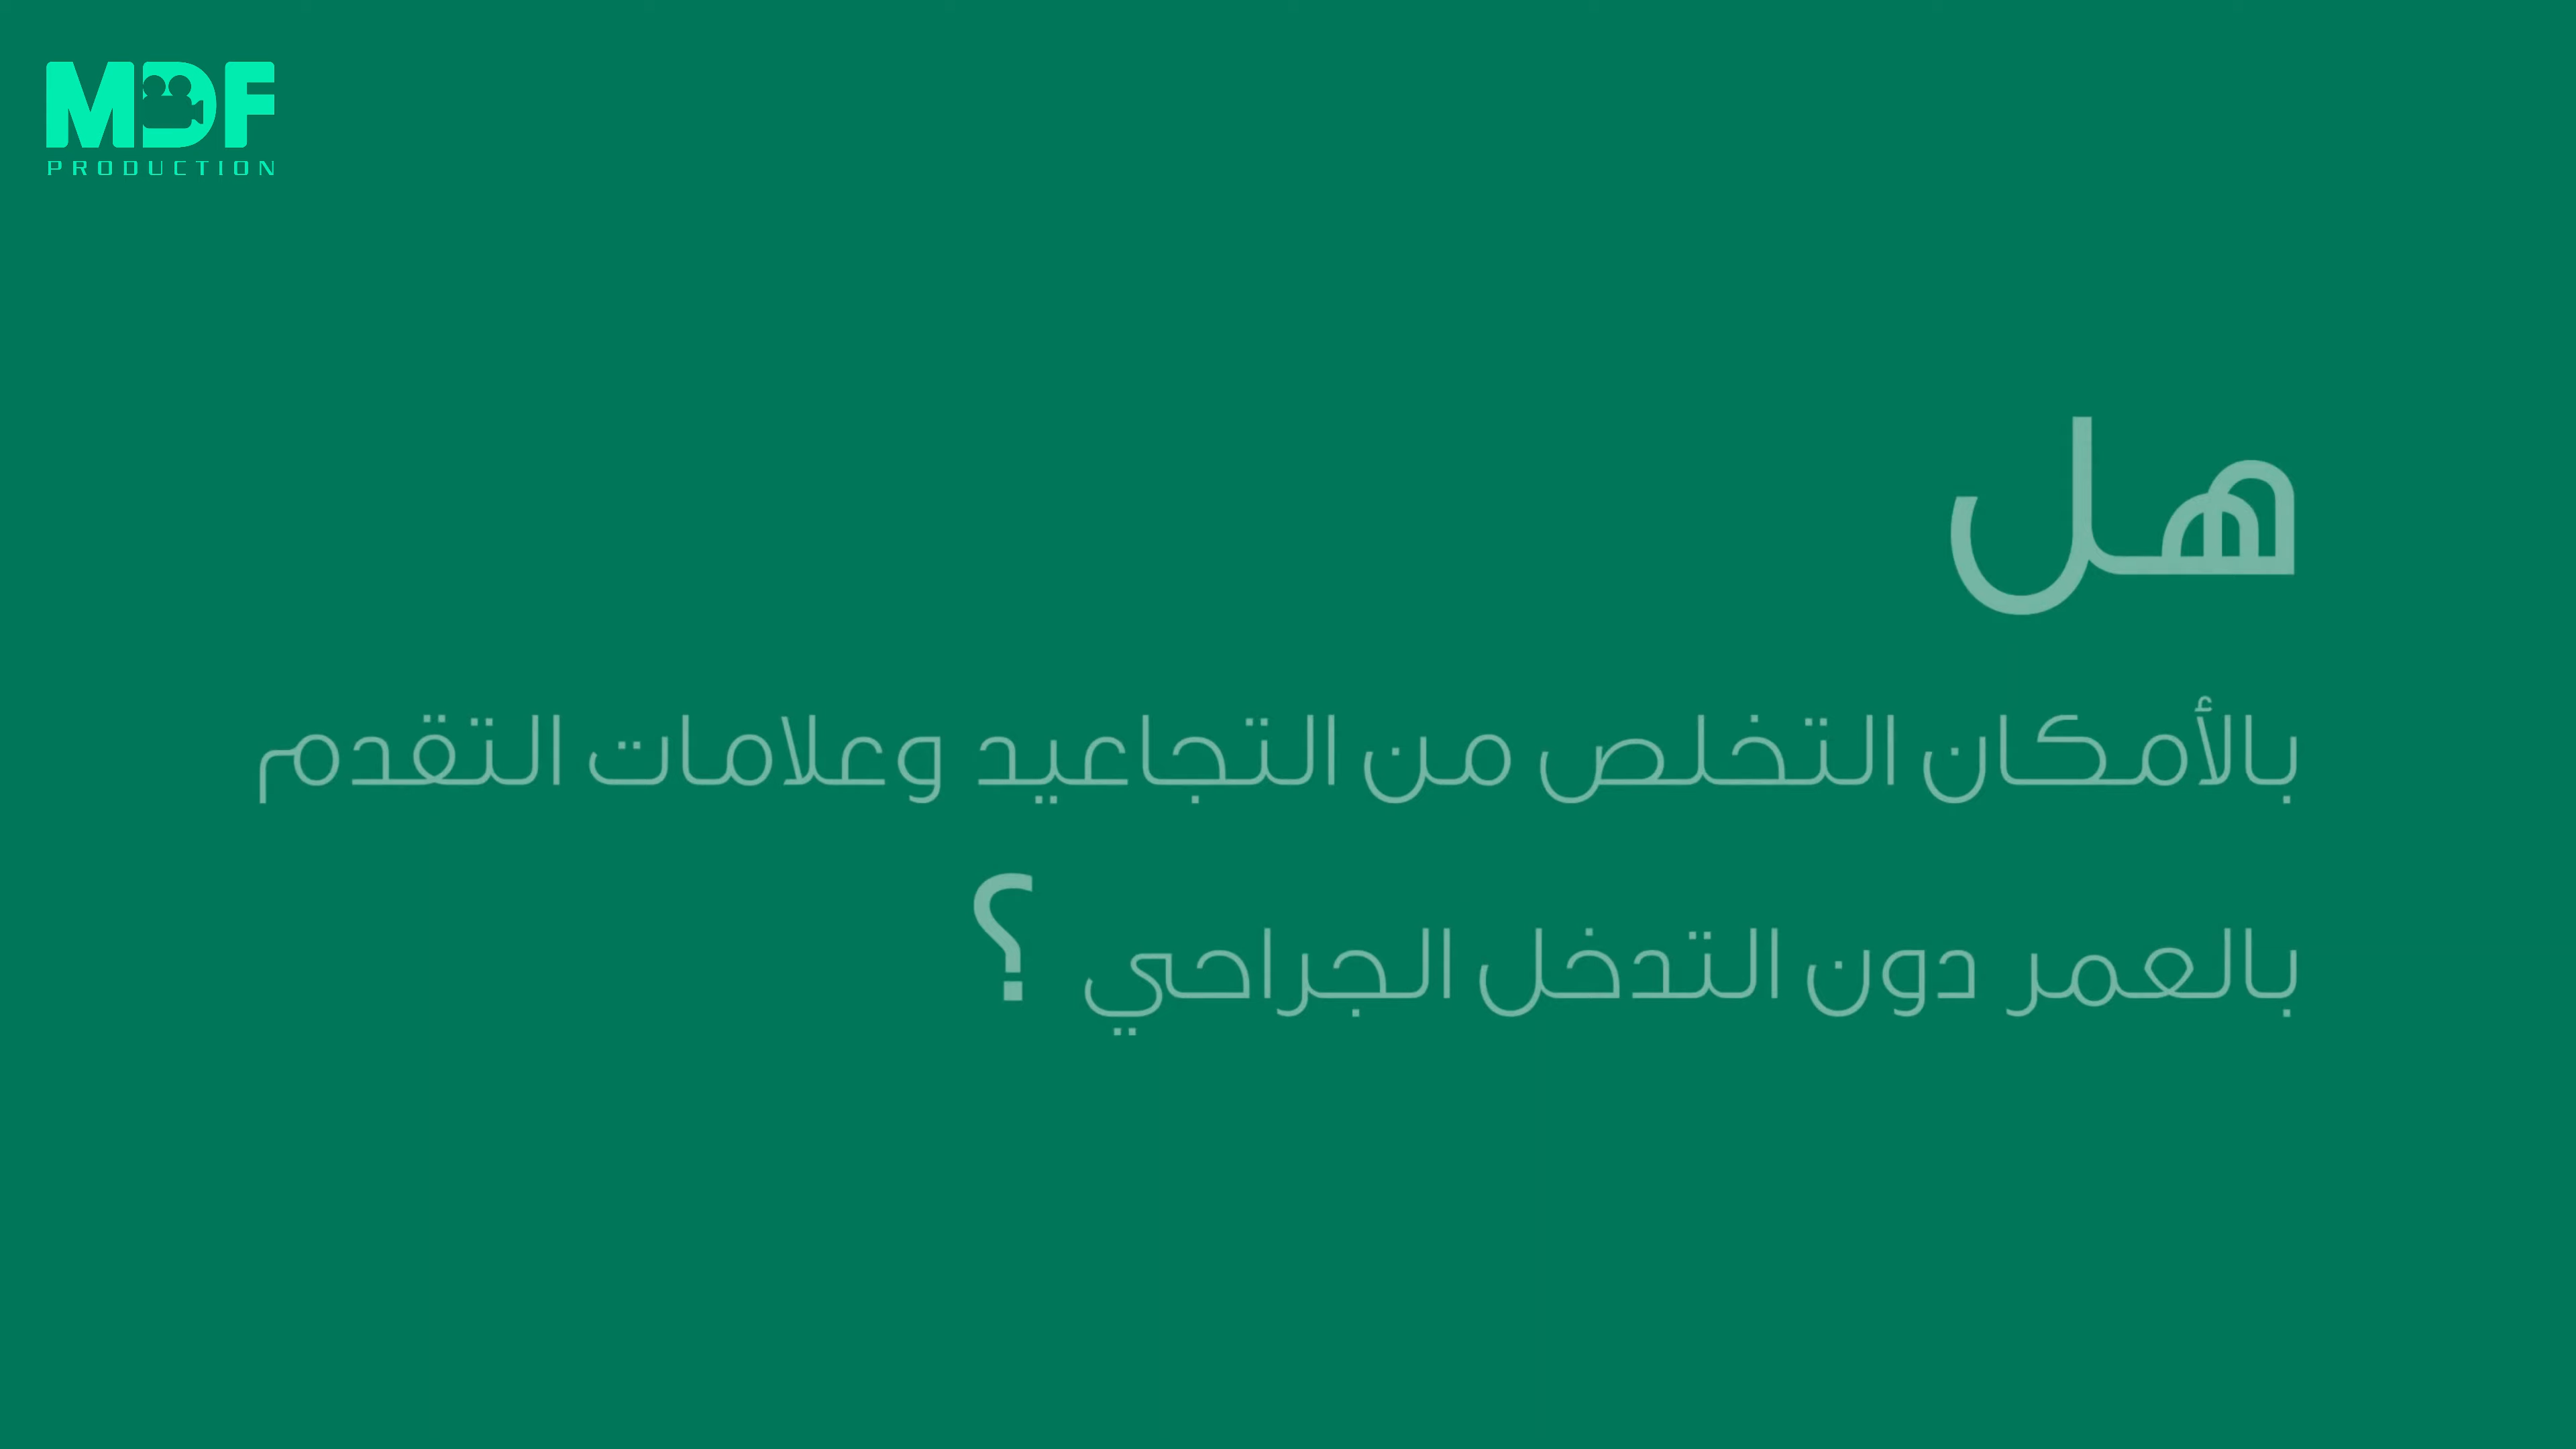 MDF
PRODUCTION
هل
بالأمكان التخلص من التجاعيد وعلامات التقدم
بالعمر دون التدخل الجراحي ؟